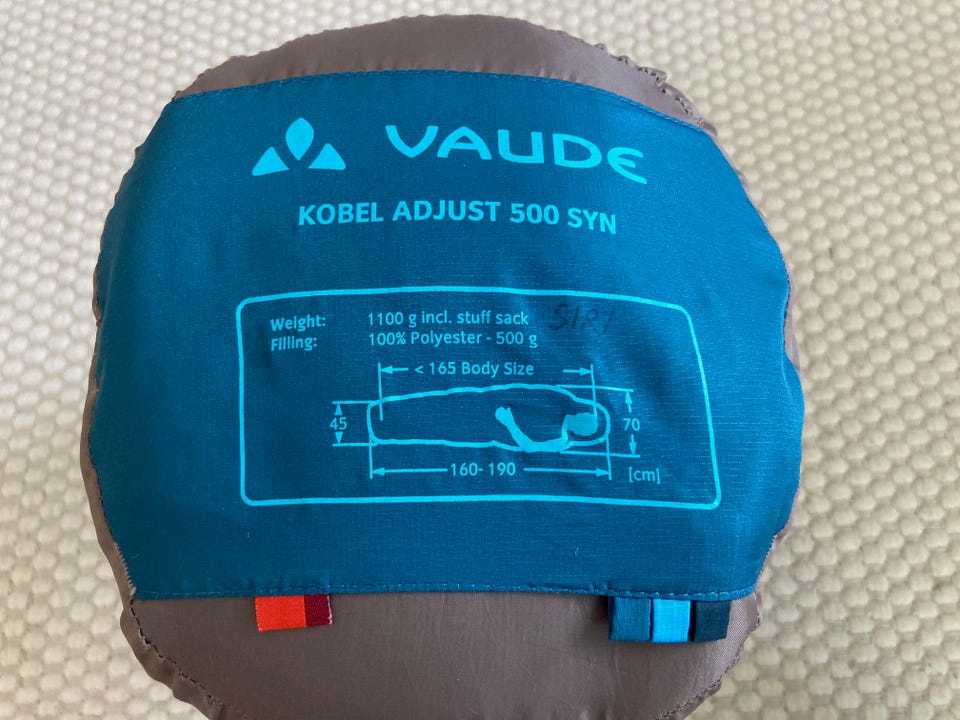 VAUDE
KOBEL ADJUST 500 SYN
Weight: 1100 g incl. stuff sack SIRI
Filling: 100% Polyester - 500 g
< 165 Body Size
45
70
160- 190
[cm]